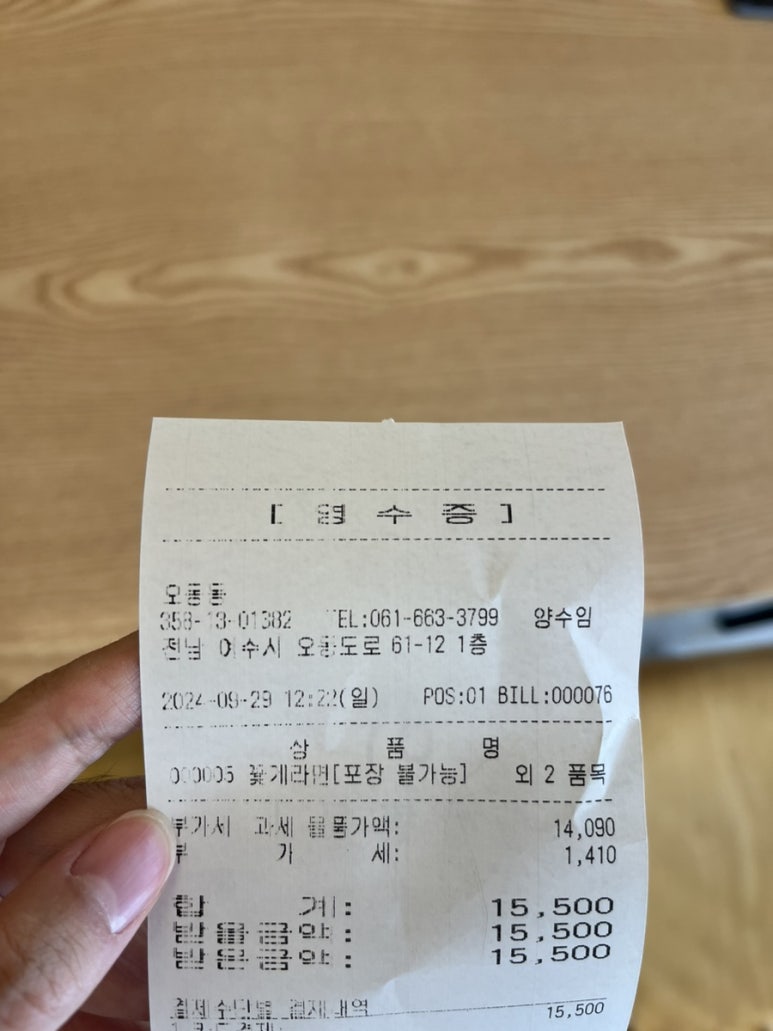 [ 영 수 증 ]
오동통
358-13-01382 TEL:061-663-3799 양수임
전남 여수시 오동도로 61-12 1층
2024-09-29 12:22(일) POS:01 BILL:000076
상 품 명
000005 꽃게라면[포장 불가능] 외 2 품목
부가세 과세 물품가액: 14,090
부 가 세: 1,410
합 계: 15,500
받을금액: 15,500
받은금액: 15,500
결제수단별 결제내역 15,500